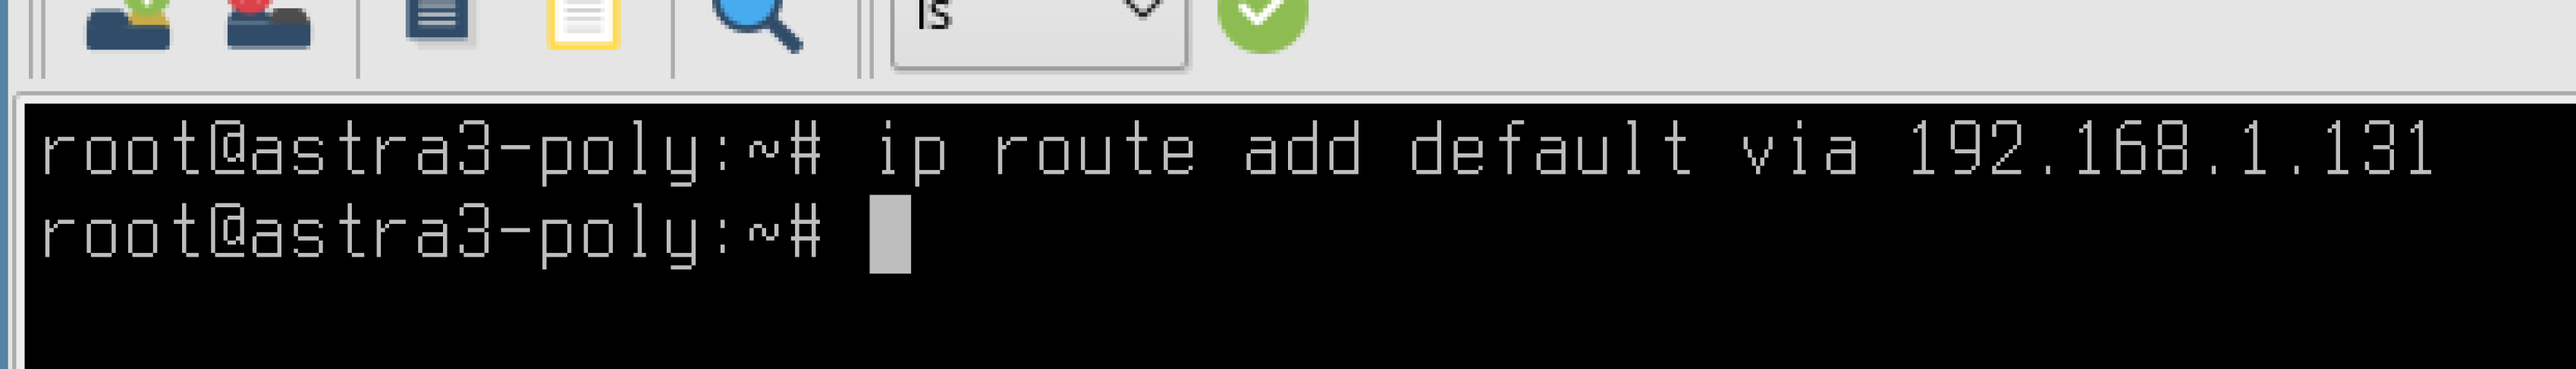 ls
root@astra3-poly:~# ip route add default via 192.168.1.131
root@astra3-poly:~#